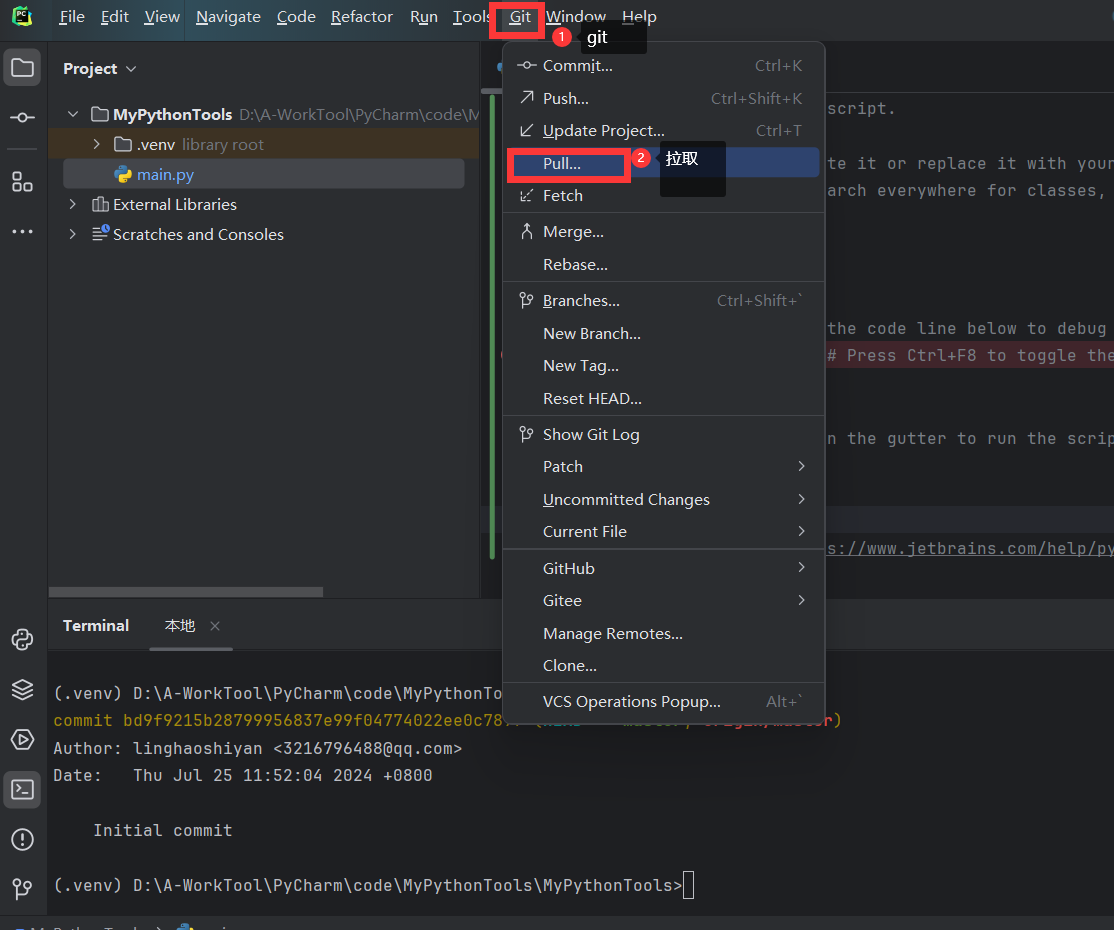 File Edit View Navigate Code Refactor Run Tools Git Window Help
1 git
Project
Commit... Ctrl+K
Push... Ctrl+Shift+K
Update Project... Ctrl+T
2 拉取
Pull...
Fetch
Merge...
Rebase...
Branches... Ctrl+Shift+`
New Branch...
New Tag...
Reset HEAD...
Show Git Log
Patch
Uncommitted Changes
Current File
GitHub
Gitee
Manage Remotes...
Clone...
VCS Operations Popup... Alt+`
MyPythonTools D:\A-WorkTool\PyCharm\code\M
.venv library root
main.py
External Libraries
Scratches and Consoles
script.
te it or replace it with your
arch everywhere for classes,
the code line below to debug
# Press Ctrl+F8 to toggle the
n the gutter to run the scrip
s://www.jetbrains.com/help/py
Terminal 本地
(.venv) D:\A-WorkTool\PyCharm\code\MyPythonTo
commit bd9f9215b28799956837e99f04774022ee0c78
Author: linghaoshiyan <3216796488@qq.com>
Date: Thu Jul 25 11:52:04 2024 +0800
Initial commit
(.venv) D:\A-WorkTool\PyCharm\code\MyPythonTools\MyPythonTools>